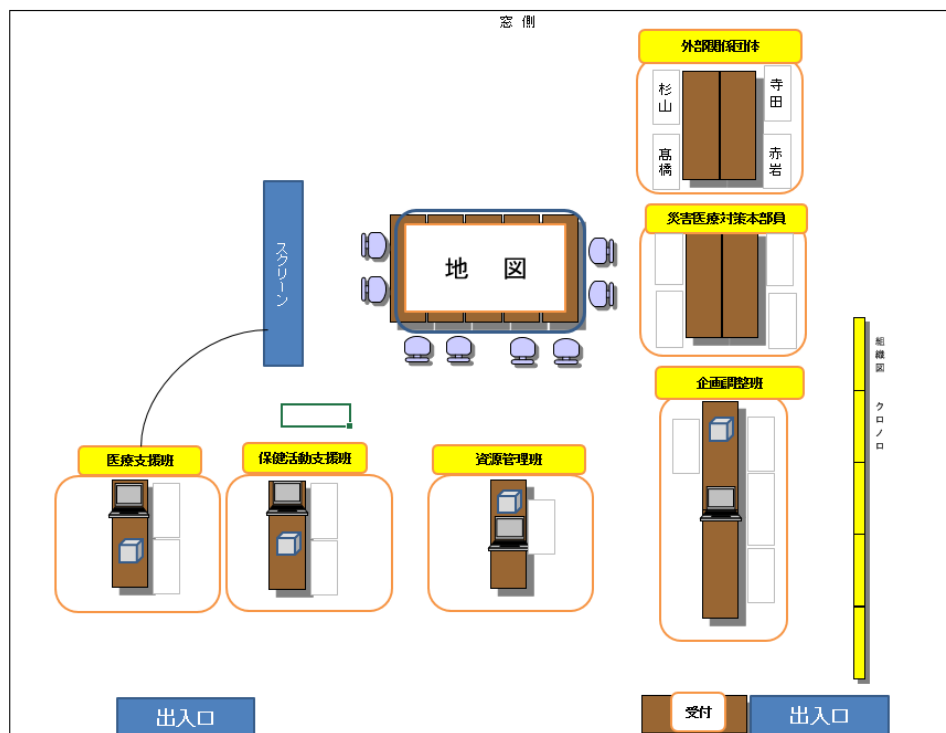 窓 側
外部関係団体
杉山
寺田
髙橋
赤岩
災害医療対策本部員
スクリーン
地 図
組織図 クロノロ
企画調整班
医療支援班
保健活動支援班
資源管理班
出入口
受付
出入口